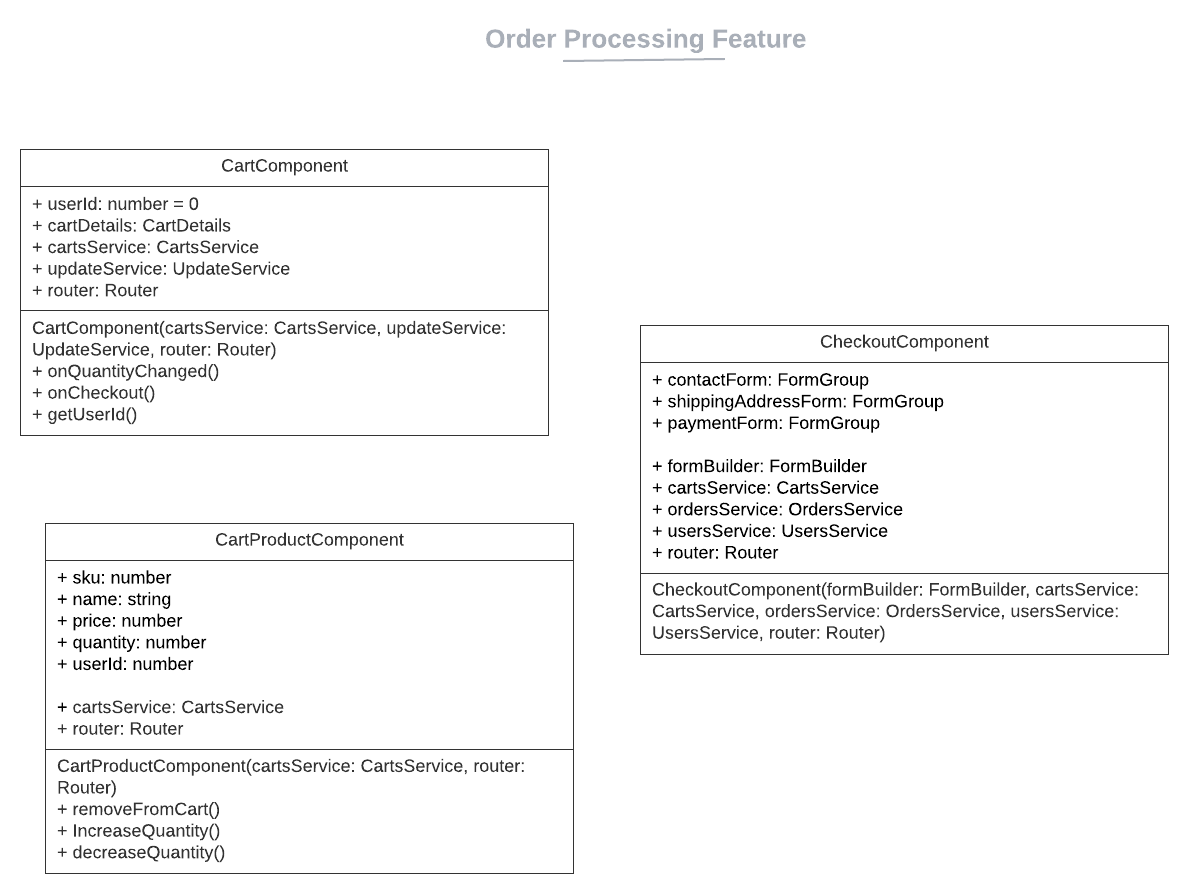 Order Processing Feature
CartComponent
+ userId: number = 0
+ cartDetails: CartDetails
+ cartsService: CartsService
+ updateService: UpdateService
+ router: Router
CartComponent(cartsService: CartsService, updateService:
UpdateService, router: Router)
+ onQuantityChanged()
+ onCheckout()
+ getUserId()
CartProductComponent
+ sku: number
+ name: string
+ price: number
+ quantity: number
+ userId: number
+ cartsService: CartsService
+ router: Router
CartProductComponent(cartsService: CartsService, router:
Router)
+ removeFromCart()
+ IncreaseQuantity()
+ decreaseQuantity()
CheckoutComponent
+ contactForm: FormGroup
+ shippingAddressForm: FormGroup
+ paymentForm: FormGroup
+ formBuilder: FormBuilder
+ cartsService: CartsService
+ ordersService: OrdersService
+ usersService: UsersService
+ router: Router
CheckoutComponent(formBuilder: FormBuilder, cartsService:
CartsService, ordersService: OrdersService, usersService:
UsersService, router: Router)